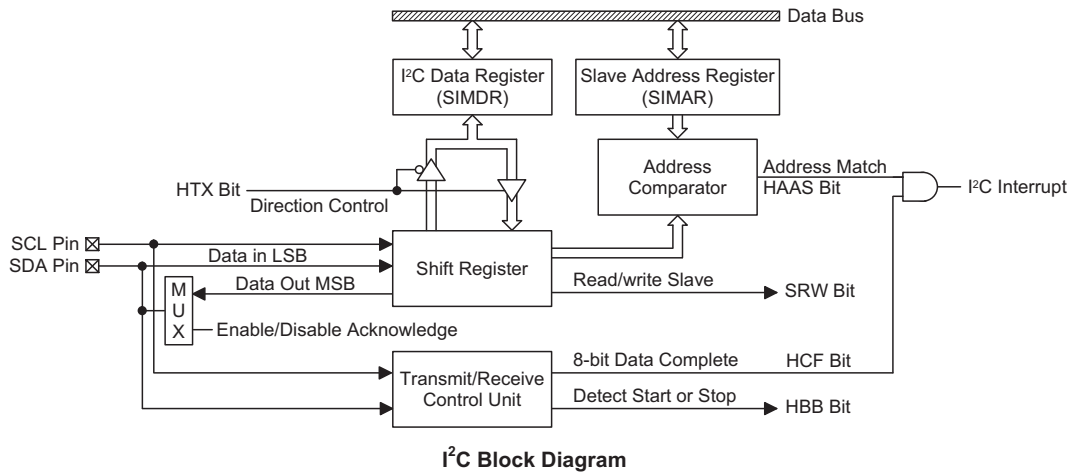 Data Bus
I²C Data Register
(SIMDR)
Slave Address Register
(SIMAR)
Address
Comparator
Address Match
HAAS Bit
I²C Interrupt
HTX Bit
Direction Control
SCL Pin
SDA Pin
Data in LSB
Shift Register
Data Out MSB
Read/write Slave
SRW Bit
M
U
X
Enable/Disable Acknowledge
Transmit/Receive
Control Unit
8-bit Data Complete
HCF Bit
Detect Start or Stop
HBB Bit
I²C Block Diagram